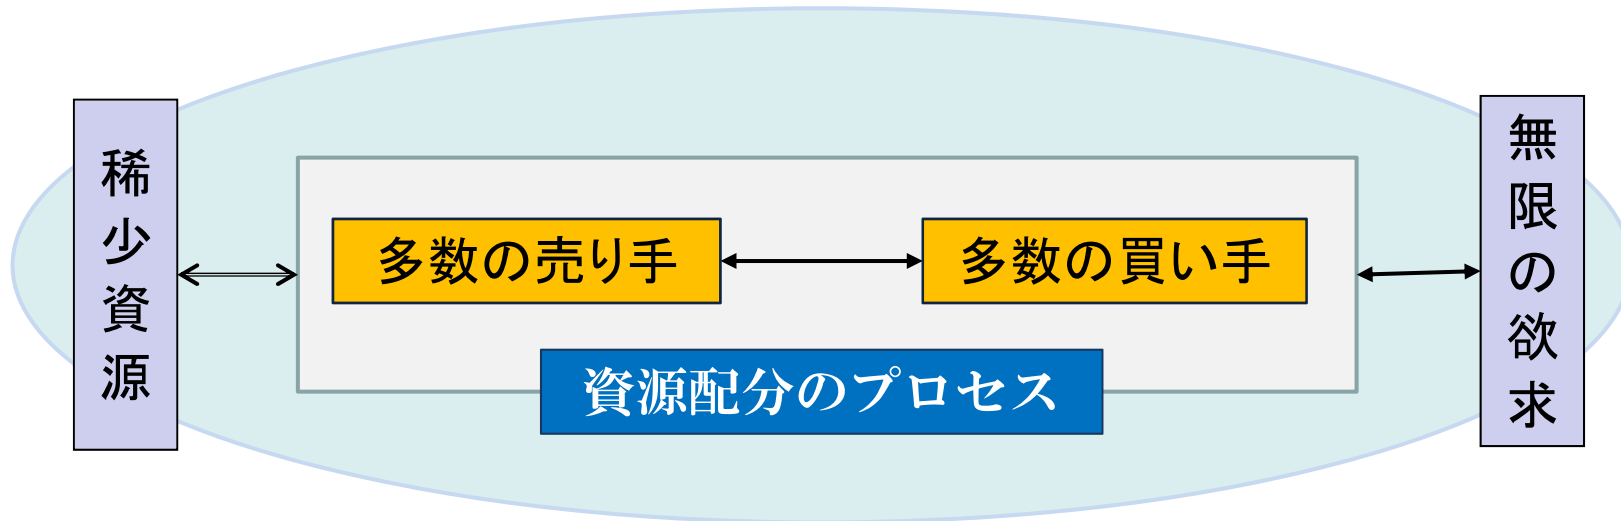 稀少資源
多数の売り手
多数の買い手
資源配分のプロセス
無限の欲求